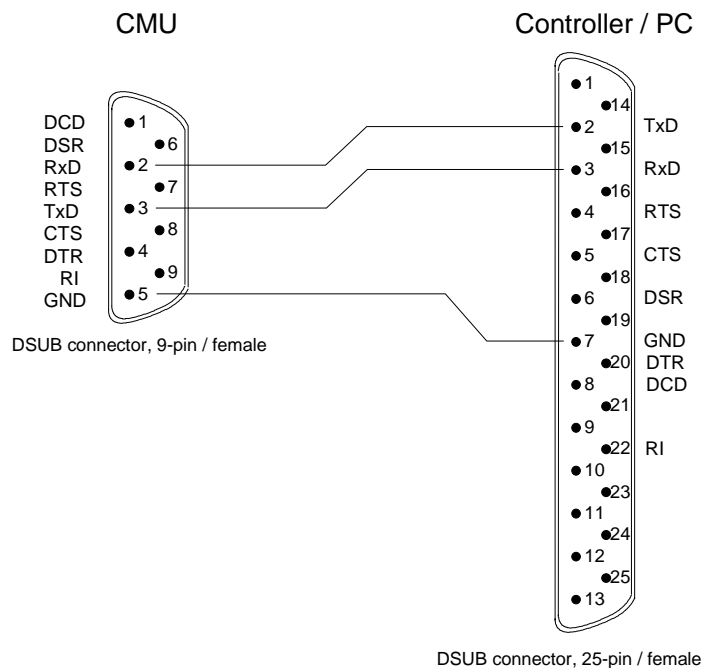 CMU
Controller / PC
DCD
DSR
RxD
RTS
TxD
CTS
DTR
RI
GND
1
6
2
7
3
8
4
9
5
DSUB connector, 9-pin / female
1
14
2 TxD
15
3 RxD
16
4 RTS
17
5 CTS
18
6 DSR
19
7 GND
20 DTR
8 DCD
21
9
22 RI
10
23
11
24
12
25
13
DSUB connector, 25-pin / female